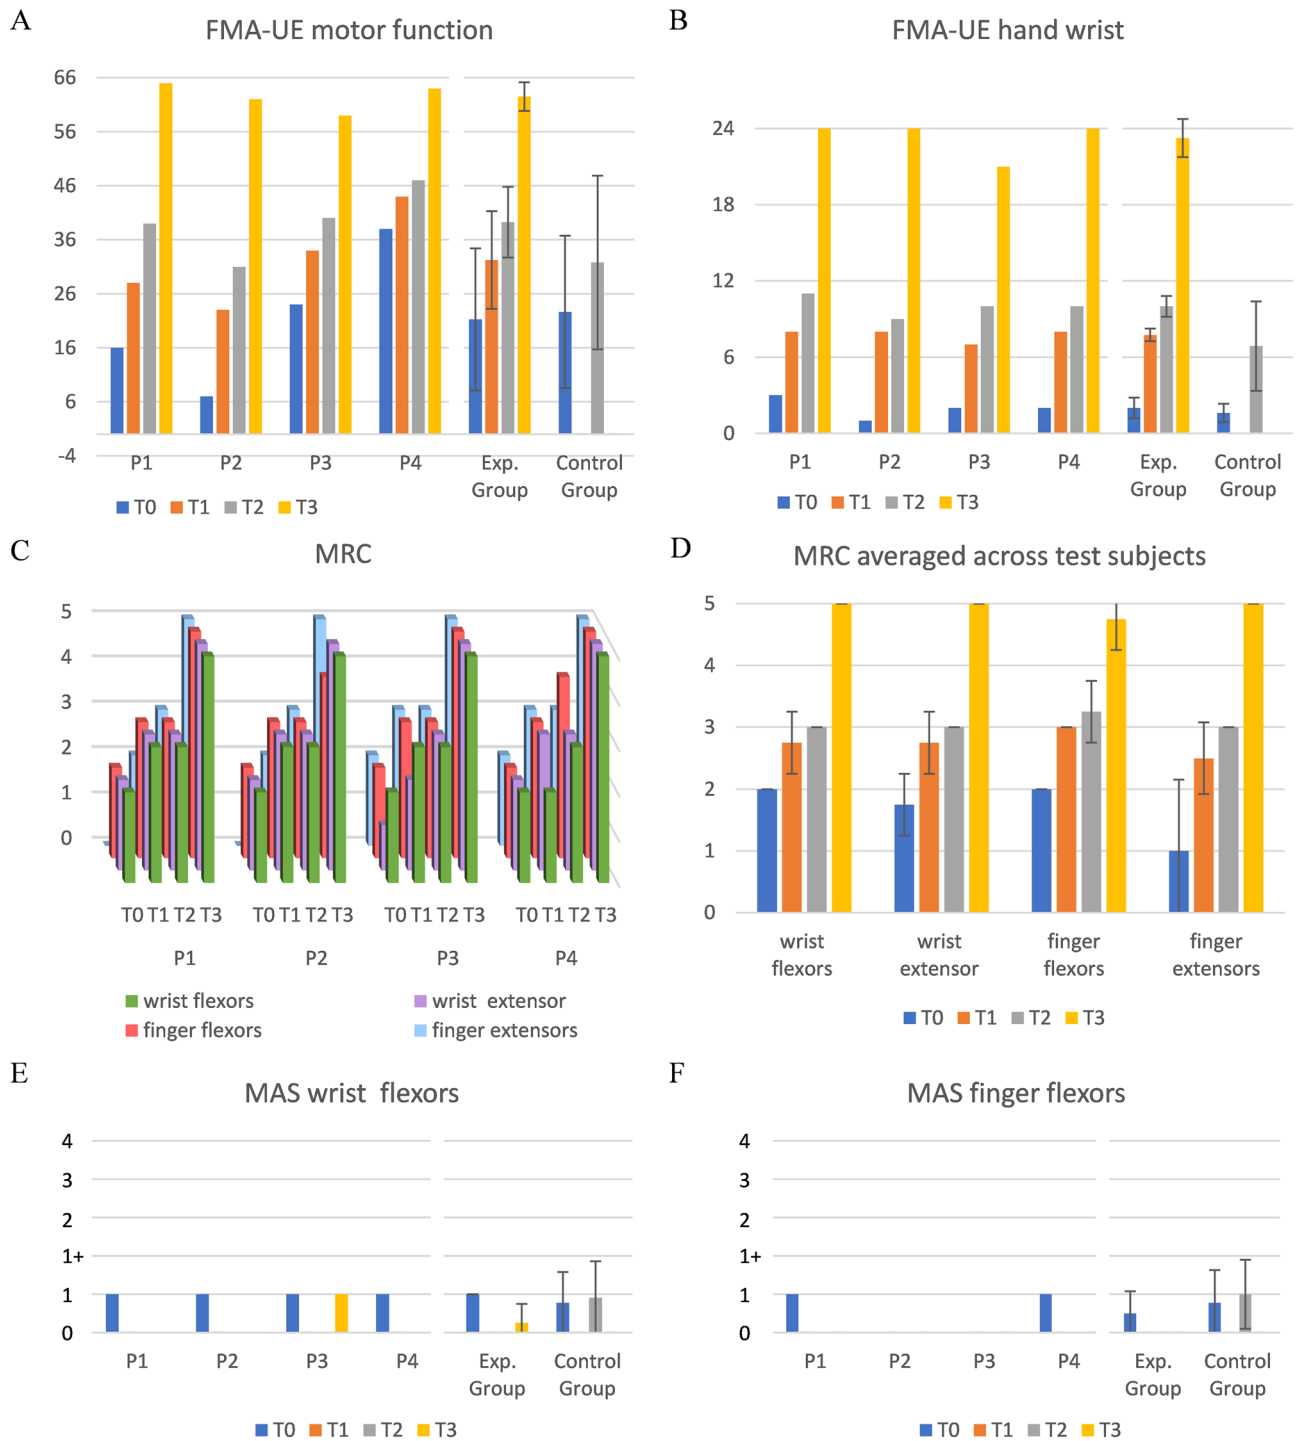 A
FMA-UE motor function
66
56
46
36
26
16
6
-4
P1 P2 P3 P4 Exp. Group Control Group
T0 T1 T2 T3
B
FMA-UE hand wrist
24
18
12
6
0
P1 P2 P3 P4 Exp. Group Control Group
T0 T1 T2 T3
C
MRC
5
4
3
2
1
0
T0 T1 T2 T3 T0 T1 T2 T3 T0 T1 T2 T3 T0 T1 T2 T3
P1 P2 P3 P4
wrist flexors wrist extensor
finger flexors finger extensors
D
MRC averaged across test subjects
5
4
3
2
1
0
wrist flexors wrist extensor finger flexors finger extensors
T0 T1 T2 T3
E
MAS wrist flexors
4
3
2
1+
1
0
P1 P2 P3 P4 Exp. Group Control Group
T0 T1 T2 T3
F
MAS finger flexors
4
3
2
1+
1
0
P1 P2 P3 P4 Exp. Group Control Group
T0 T1 T2 T3